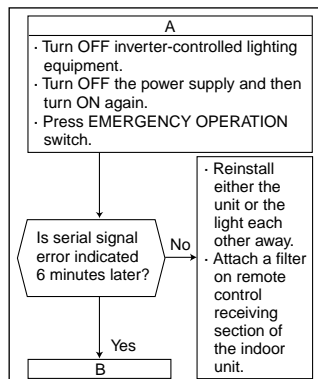 A
· Turn OFF inverter-controlled lighting
equipment.
· Turn OFF the power supply and then
turn ON again.
· Press EMERGENCY OPERATION
switch.
Is serial signal
error indicated
6 minutes later?
No
· Reinstall
either the
unit or the
light each
other away.
· Attach a filter
on remote
control
receiving
section of
the indoor
unit.
Yes
B